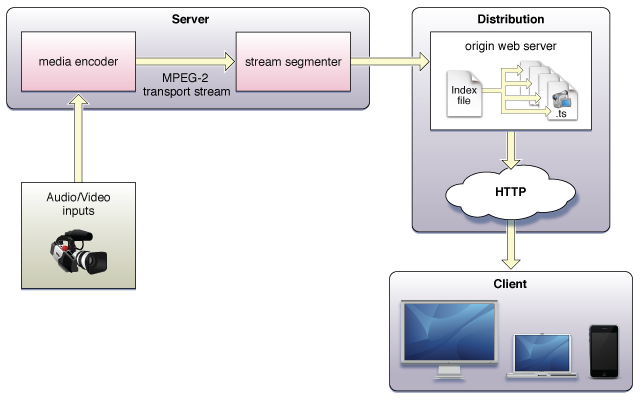 Server
media encoder
MPEG-2
transport stream
stream segmenter
Distribution
origin web server
Index
file
.ts
HTTP
Audio/Video
inputs
Client